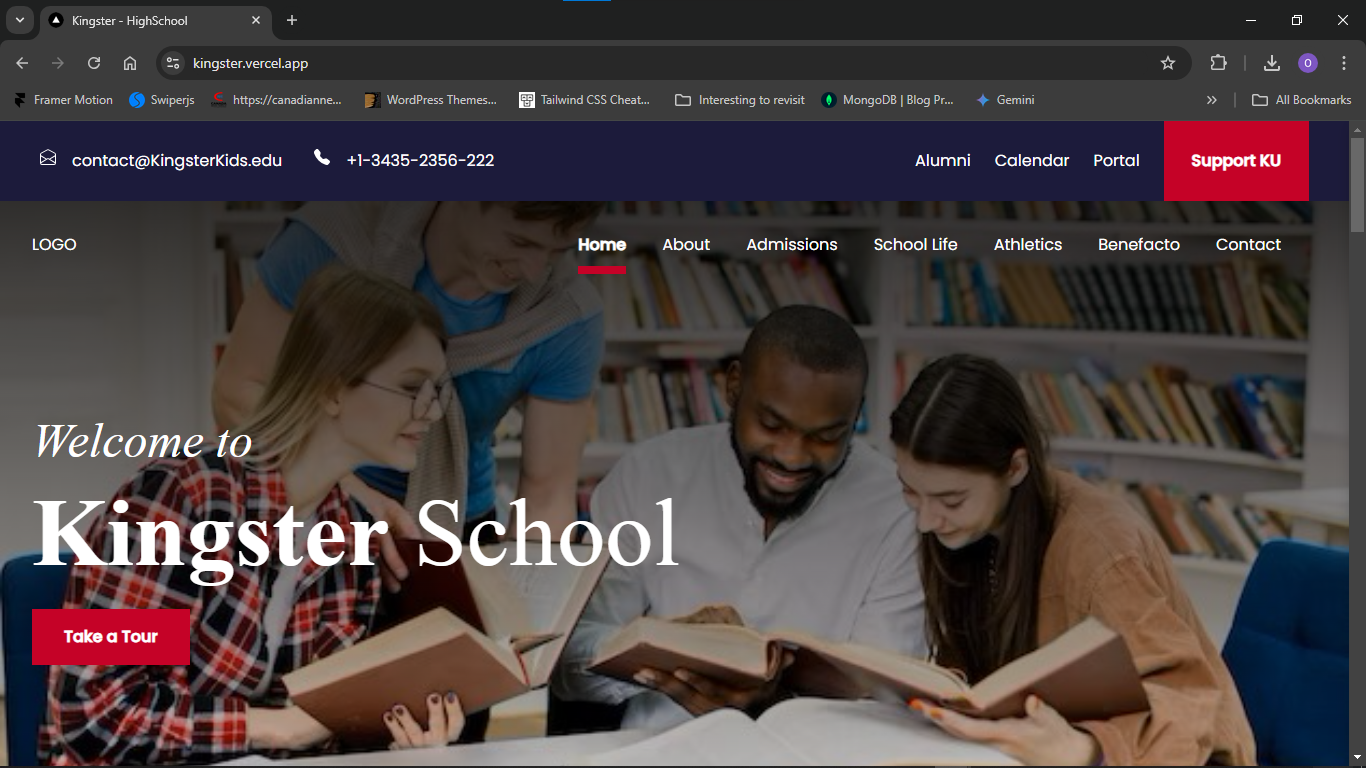 Kingster - HighSchool
kingster.vercel.app
O
Framer Motion
Swiperjs
https://canadianne...
WordPress Themes...
Tailwind CSS Cheat...
Interesting to revisit
MongoDB | Blog Pr...
Gemini
All Bookmarks
contact@KingsterKids.edu
+1-3435-2356-222
Alumni
Calendar
Portal
Support KU
LOGO
Home
About
Admissions
School Life
Athletics
Benefacto
Contact
Welcome to
Kingster School
Take a Tour